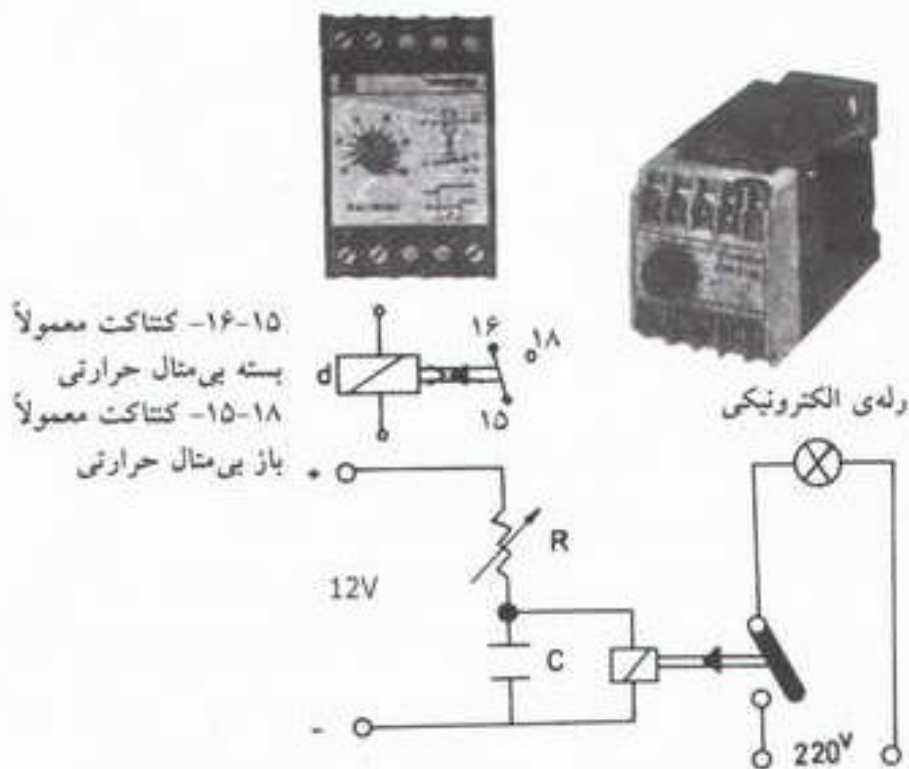 ۱۶-۱۵- کنتاکت معمولاً
بسته بی‌متال حرارتی
۱۵-۱۸- کنتاکت معمولاً
باز بی‌متال حرارتی
d
۱۶
۱۸
۱۵
رله‌ی الکترونیکی
+
R
12V
C
-
220V